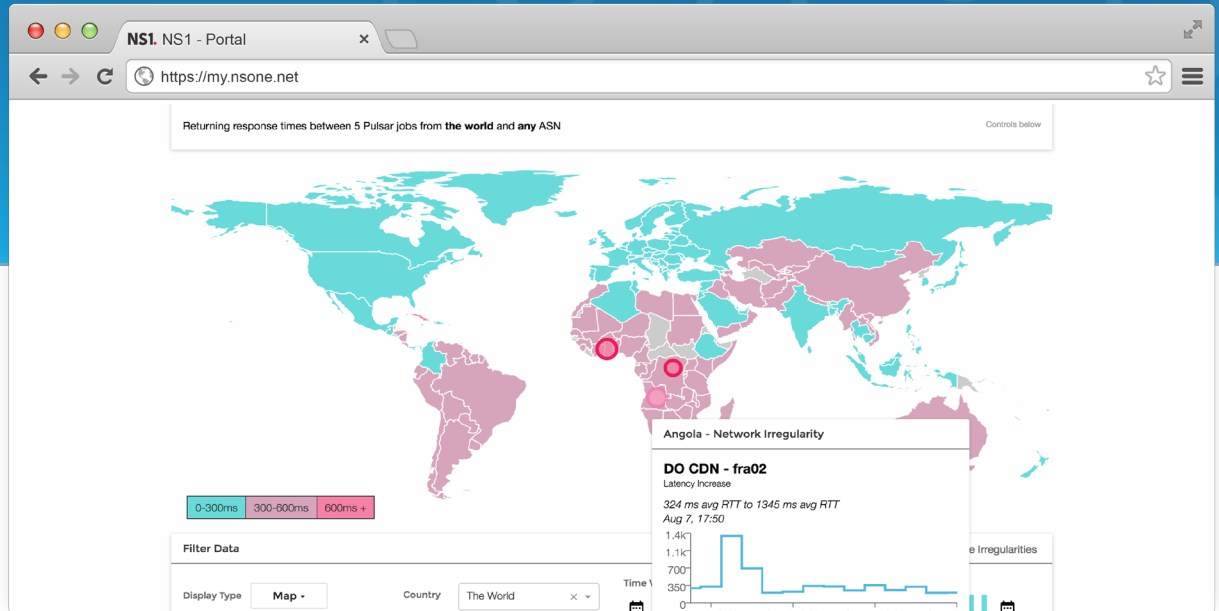 NS1. NS1 - Portal
https://my.nsone.net
Returning response times between 5 Pulsar jobs from the world and any ASN
Controls below
Angola - Network Irregularity
DO CDN - fra02
Latency Increase
324 ms avg RTT to 1345 ms avg RTT
Aug 7, 17:50
1.4k
1.1k
700
350
0
0-300ms
300-600ms
600ms +
Filter Data
Irregularities
Display Type
Map
Country
The World
Time